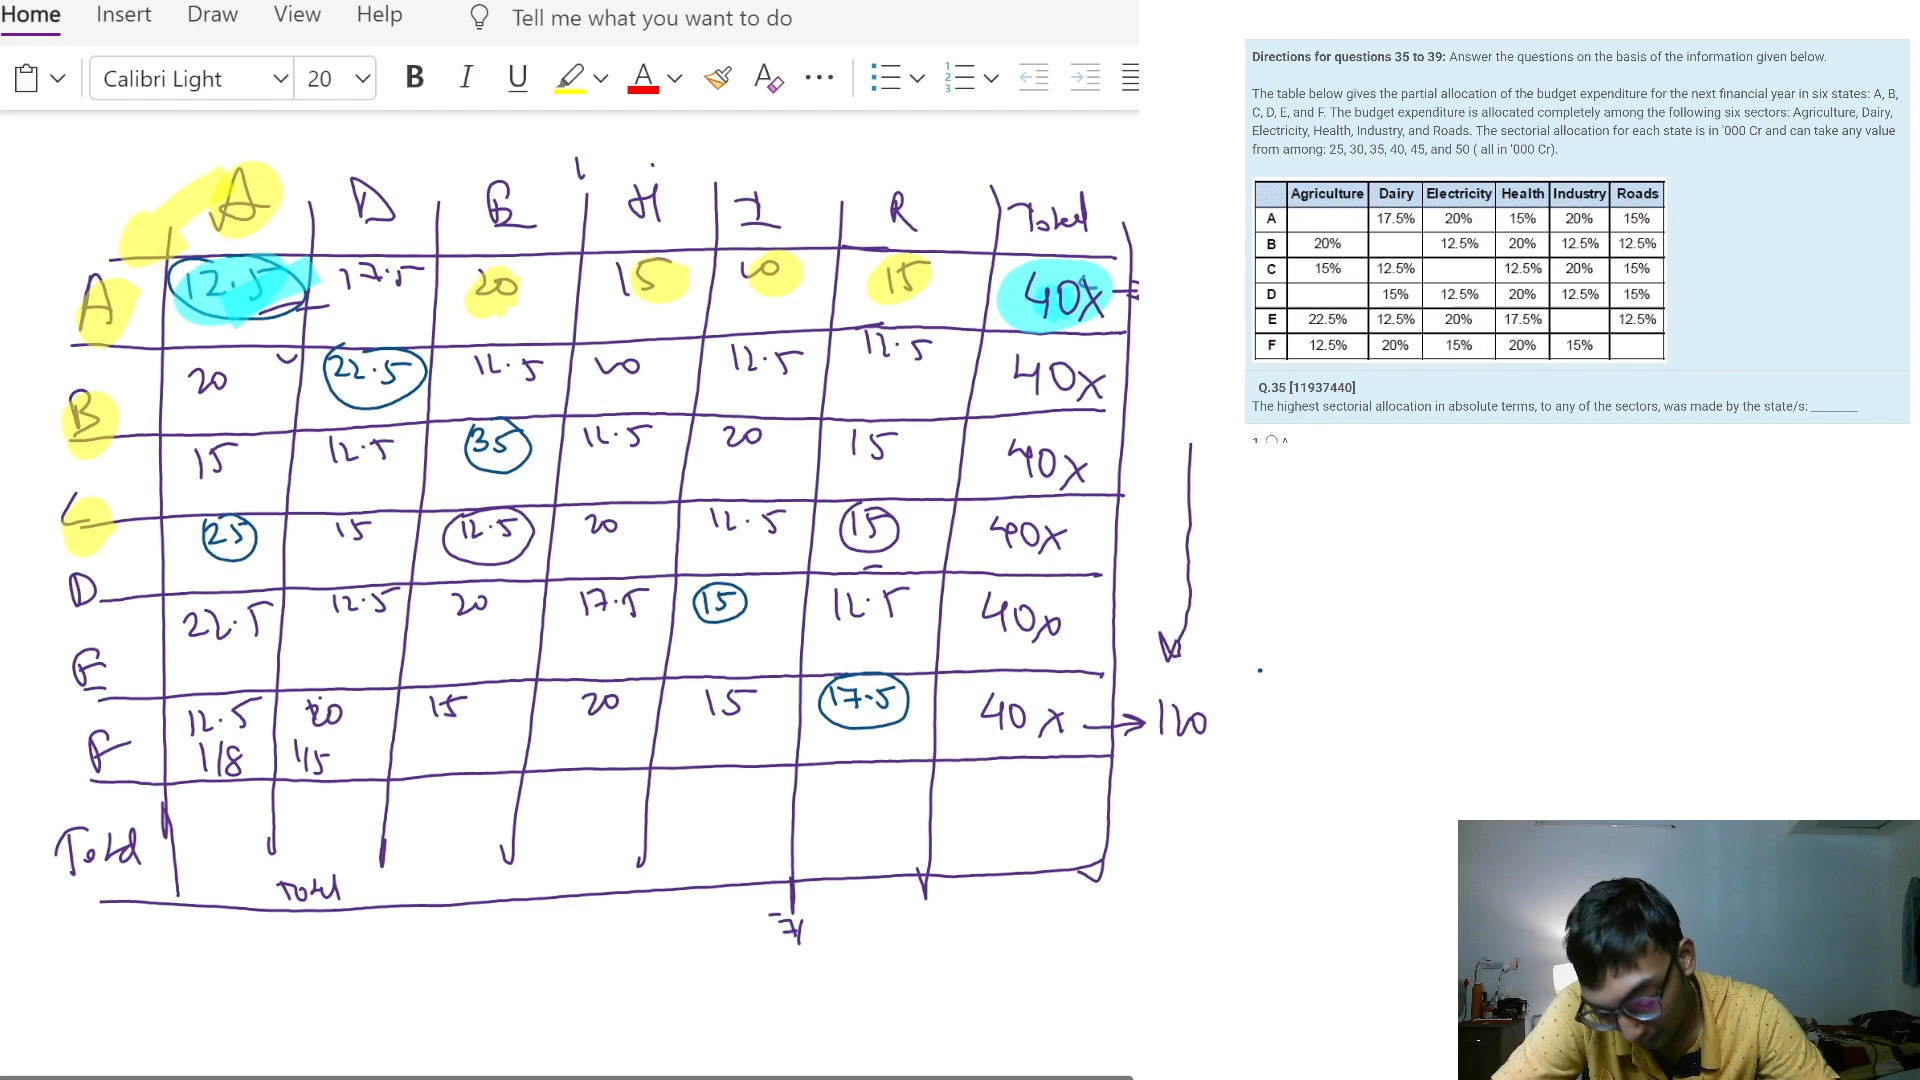 Home Insert Draw View Help Tell me what you want to do
Calibri Light 20 B I U A A
A D E H I R Total
A 12.5 17.5 20 15 20 15 40x =
B 20 22.5 12.5 20 12.5 12.5 40x
C 15 12.5 35 12.5 20 15 40x
D 25 15 12.5 20 12.5 15 40x
E 22.5 12.5 20 17.5 15 12.5 40x
F 12.5 20 15 20 15 17.5 40x → 120
1/8 1/5
Total
Total
Directions for questions 35 to 39: Answer the questions on the basis of the information given below.
The table below gives the partial allocation of the budget expenditure for the next financial year in six states: A, B,
C, D, E, and F. The budget expenditure is allocated completely among the following six sectors: Agriculture, Dairy,
Electricity, Health, Industry, and Roads. The sectorial allocation for each state is in '000 Cr and can take any value
from among: 25, 30, 35, 40, 45, and 50 ( all in '000 Cr).
Agriculture Dairy Electricity Health Industry Roads
A 17.5% 20% 15% 20% 15%
B 20% 12.5% 20% 12.5% 12.5%
C 15% 12.5% 12.5% 20% 15%
D 15% 12.5% 20% 12.5% 15%
E 22.5% 12.5% 20% 17.5% 12.5%
F 12.5% 20% 15% 20% 15%
Q.35 [11937440]
The highest sectorial allocation in absolute terms, to any of the sectors, was made by the state/s: ________